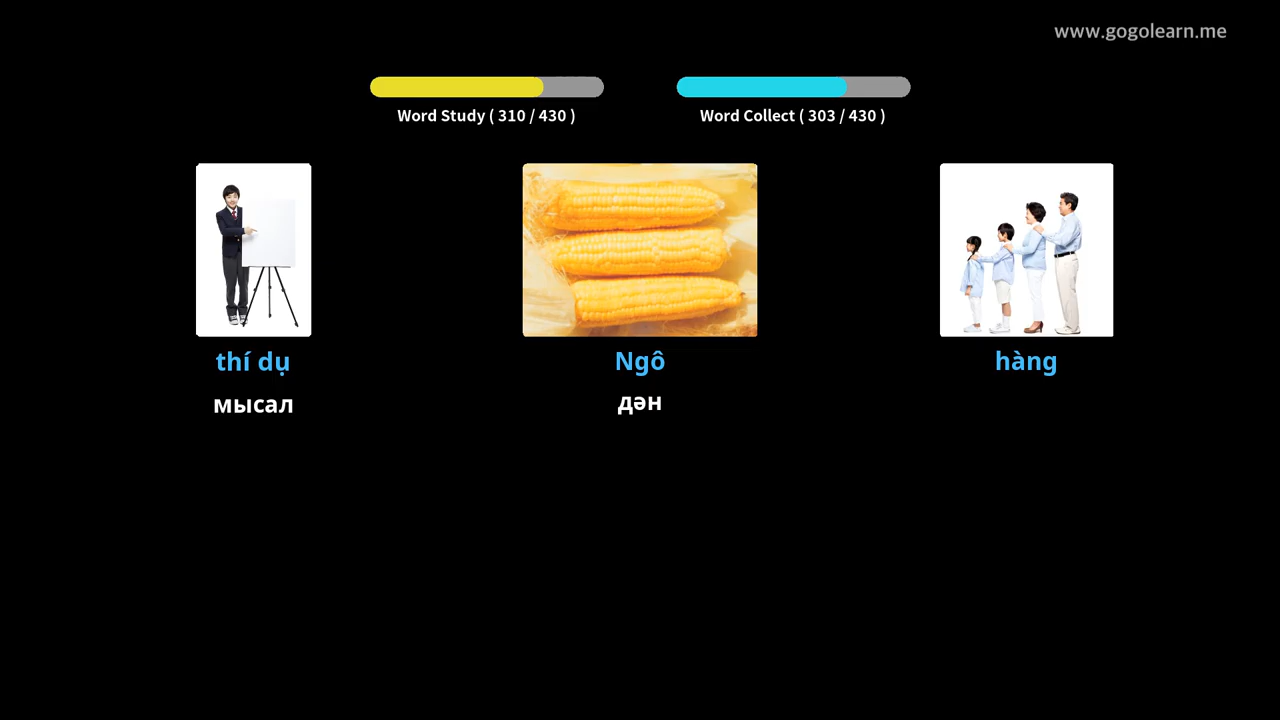 www.gogolearn.me
Word Study ( 310 / 430 )
Word Collect ( 303 / 430 )
thí dụ
мысал
Ngô
дән
hàng